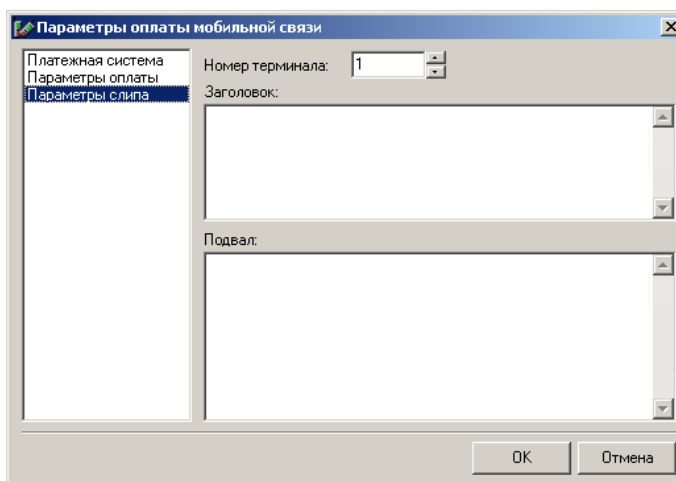 Параметры оплаты мобильной связи
Платежная система
Параметры оплаты
Параметры слипа
Номер терминала: 1
Заголовок:
Подвал:
OK
Отмена